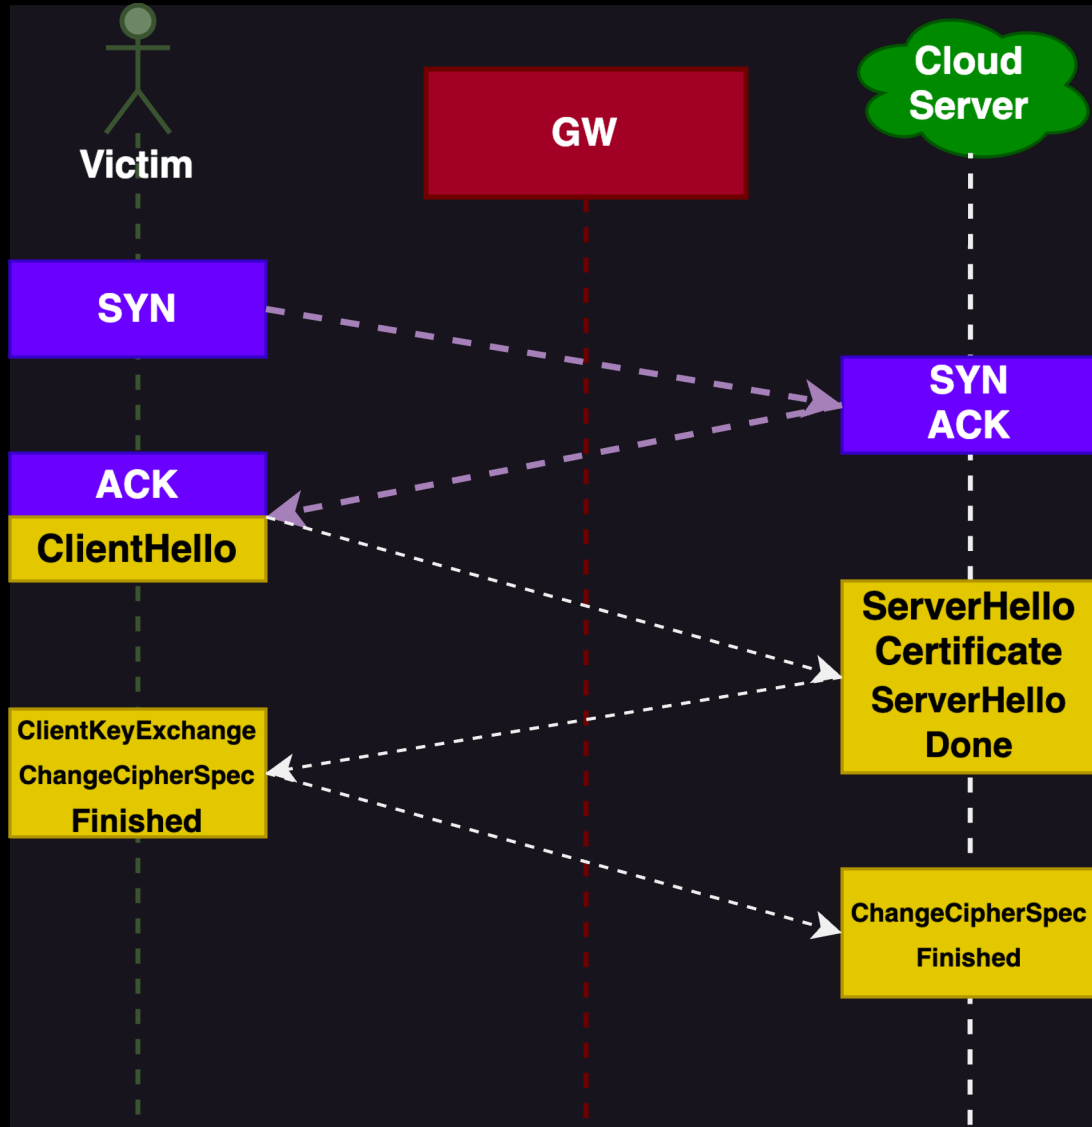 Victim
GW
Cloud
Server
SYN
SYN
ACK
ACK
ClientHello
ServerHello
Certificate
ServerHello
Done
ClientKeyExchange
ChangeCipherSpec
Finished
ChangeCipherSpec
Finished